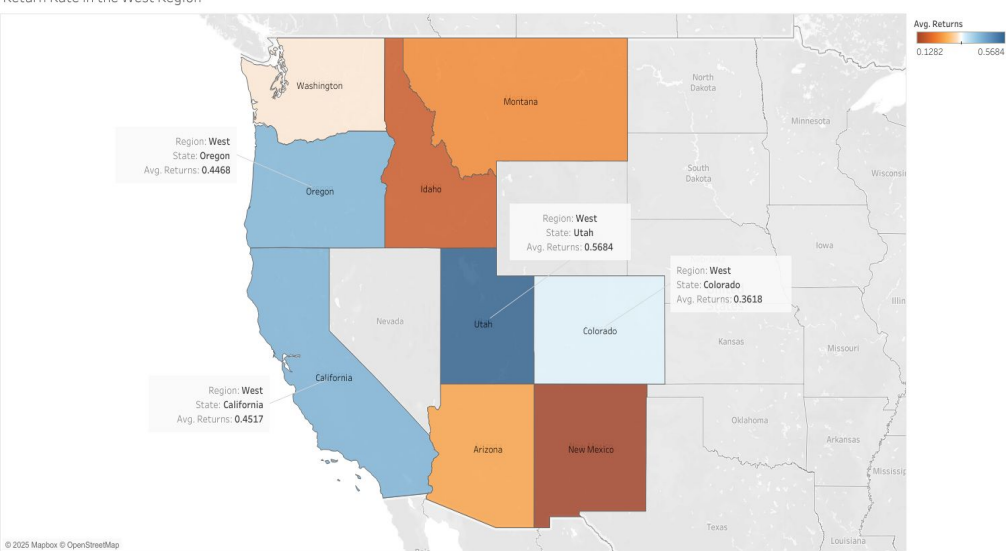 Return Rate in the West Region
Avg. Returns
0.1282
0.5684
Washington
Montana
North
Dakota
Minnesota
Region: West
State: Oregon
Avg. Returns: 0.4468
Oregon
Idaho
South
Dakota
Region: West
State: Utah
Avg. Returns: 0.5684
Iowa
Region: West
State: Colorado
Avg. Returns: 0.3618
Nevada
Utah
Colorado
Kansas
Missouri
California
Region: West
State: California
Avg. Returns: 0.4517
Arizona
New Mexico
Oklahoma
Arkansas
Texas
Louisiana
© 2025 Mapbox © OpenStreetMap